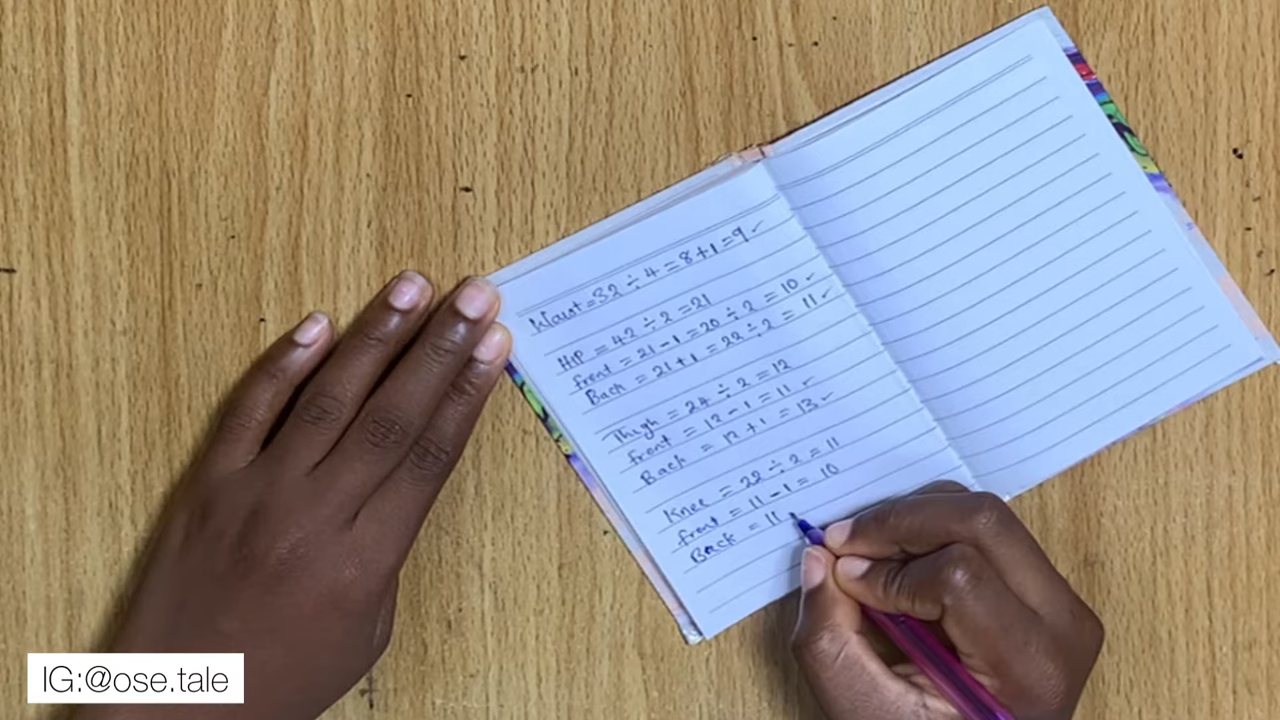 Waist = 32 ÷ 4 = 8 + 1 = 9 ✓
HIP = 42 ÷ 2 = 21
front = 21 - 1 = 20 ÷ 2 = 10 ✓
Back = 21 + 1 = 22 ÷ 2 = 11 ✓
Thigh = 24 ÷ 2 = 12
front = 12 - 1 = 11 ✓
Back = 12 + 1 = 13 ✓
Knee = 22 ÷ 2 = 11
front = 11 - 1 = 10
Back = 11
IG:@ose.tale